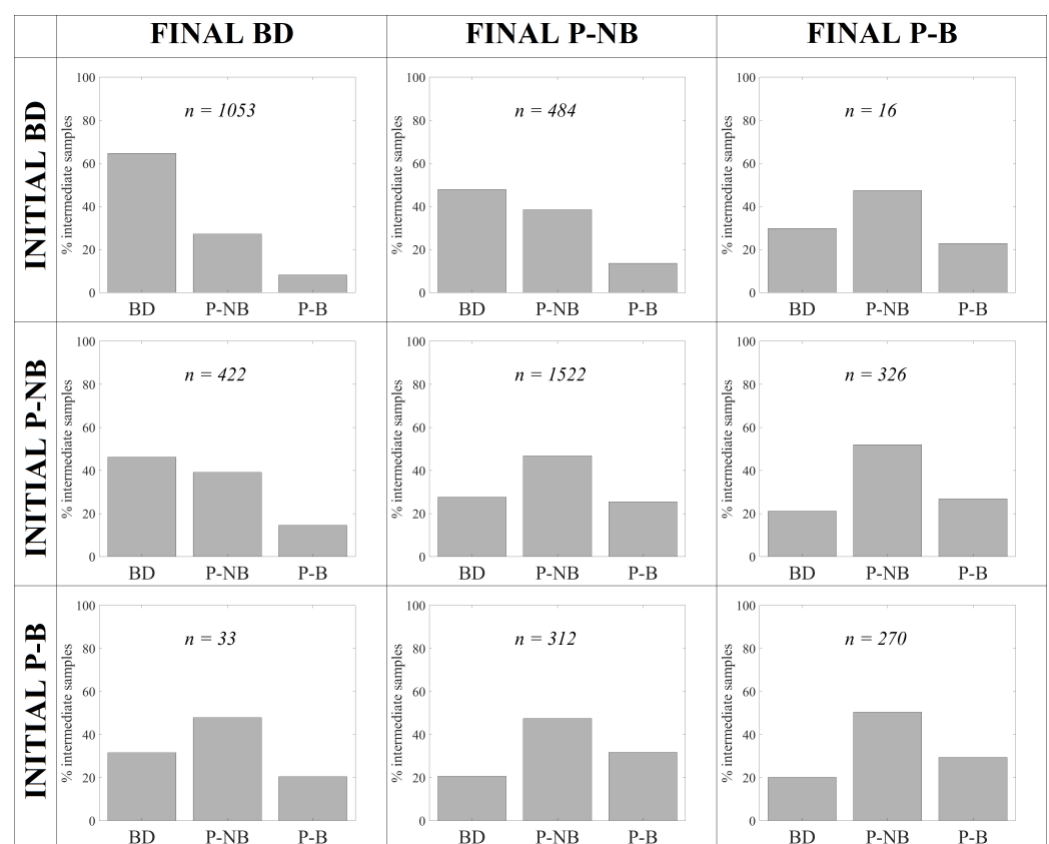 FINAL BD FINAL P-NB FINAL P-B
INITIAL BD
% intermediate samples
100
80
60
40
20
0
n = 1053
BD P-NB P-B
% intermediate samples
100
80
60
40
20
0
n = 484
BD P-NB P-B
% intermediate samples
100
80
60
40
20
0
n = 16
BD P-NB P-B
INITIAL P-NB
% intermediate samples
100
80
60
40
20
0
n = 422
BD P-NB P-B
% intermediate samples
100
80
60
40
20
0
n = 1522
BD P-NB P-B
% intermediate samples
100
80
60
40
20
0
n = 326
BD P-NB P-B
INITIAL P-B
% intermediate samples
100
80
60
40
20
0
n = 33
BD P-NB P-B
% intermediate samples
100
80
60
40
20
0
n = 312
BD P-NB P-B
% intermediate samples
100
80
60
40
20
0
n = 270
BD P-NB P-B